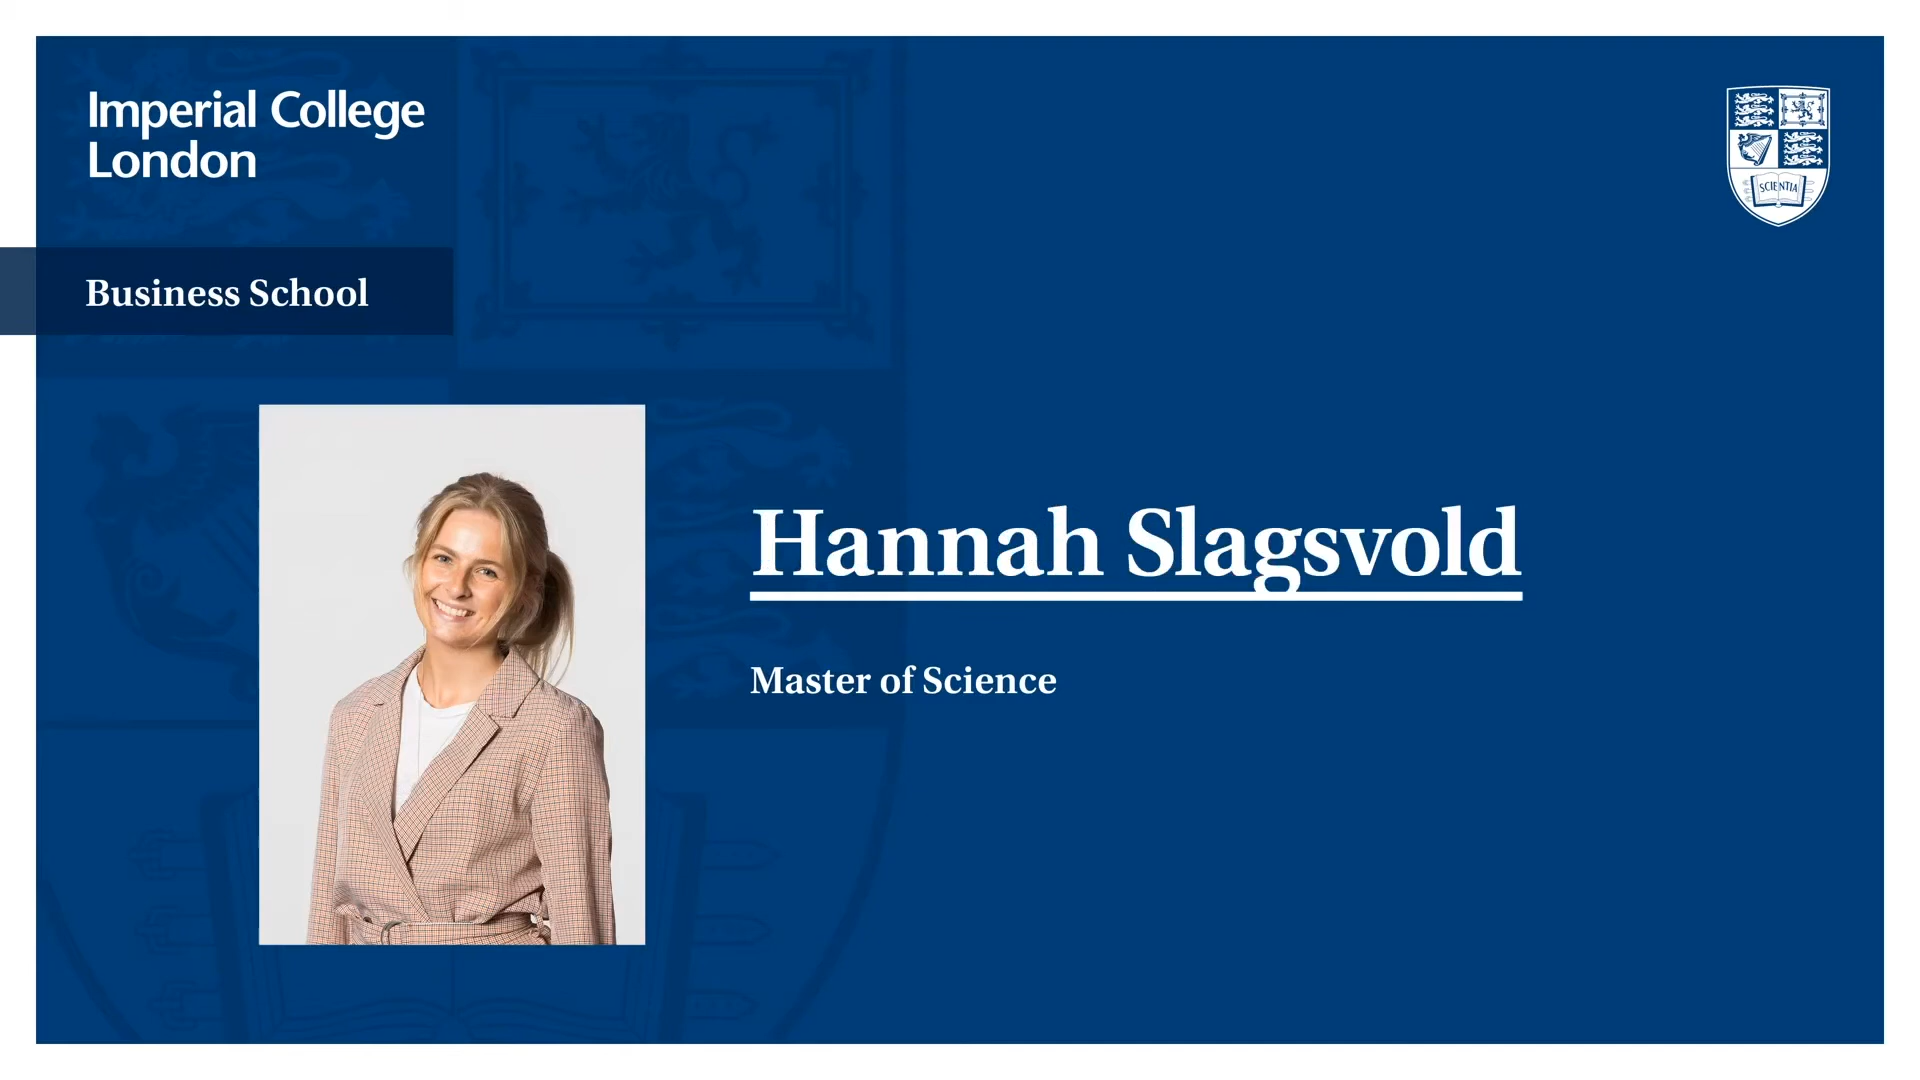 Imperial College
London
Business School
SCIENTIA
Hannah Slagsvold
Master of Science